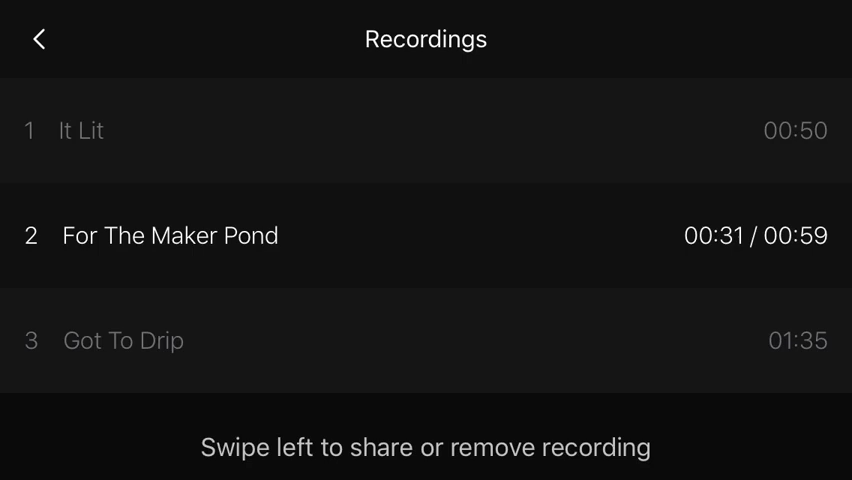 Recordings
1 It Lit 00:50
2 For The Maker Pond 00:31 / 00:59
3 Got To Drip 01:35
Swipe left to share or remove recording